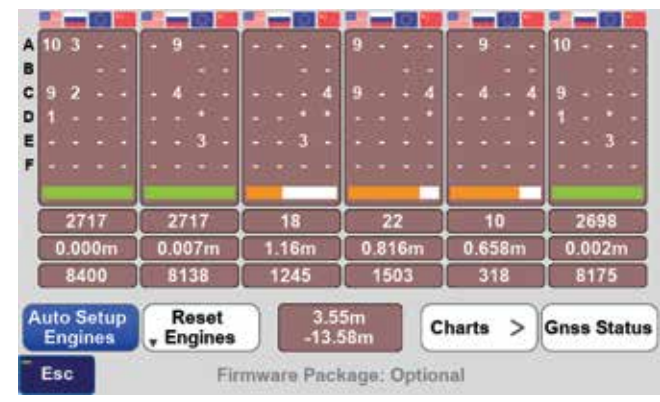 A 10 3 - - - 9 - - - - - - 9 - - - - 9 - - 10 - - -
B - - - - - - - - - - - -
C 9 2 - - - 4 - - - - - 4 9 - - 4 - 4 - 4 9 - - -
D 1 - - - - - * - - - * * - - - * - - - * 1 - * -
E - - - - - - 3 - - - 3 - - - - - - - - - - - 3 -
F - - - - - - - - - - - - - - - - - - - - - - - -
2717 2717 18 22 10 2698
0.000m 0.007m 1.16m 0.816m 0.658m 0.002m
8400 8138 1245 1503 318 8175
Auto Setup
Engines
Reset
Engines
3.55m
-13.58m
Charts >
Gnss Status
Esc
Firmware Package: Optional